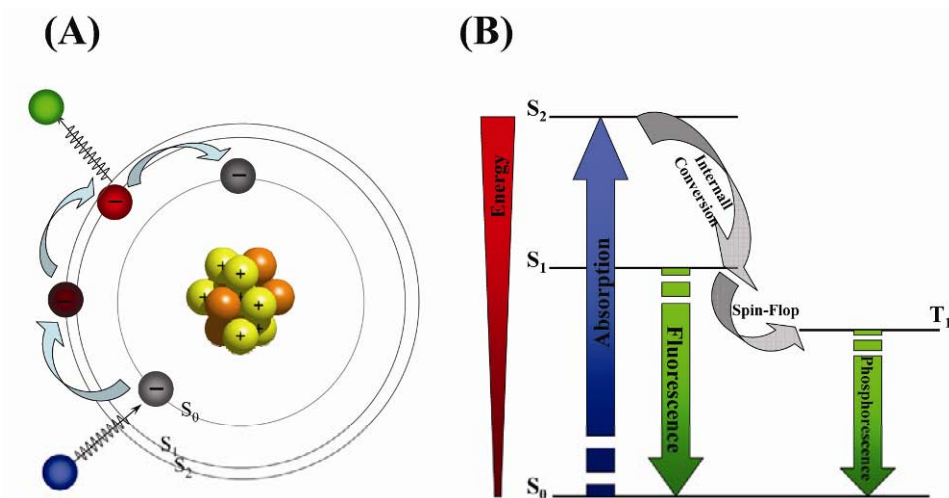 (A)
(B)
S0
S1
S2
+
+
+
+
+
+
−
−
−
−
Energy
S2
S1
S0
T1
Absorption
Internall
Conversion
Fluorescence
Spin-Flop
Phosphorescence